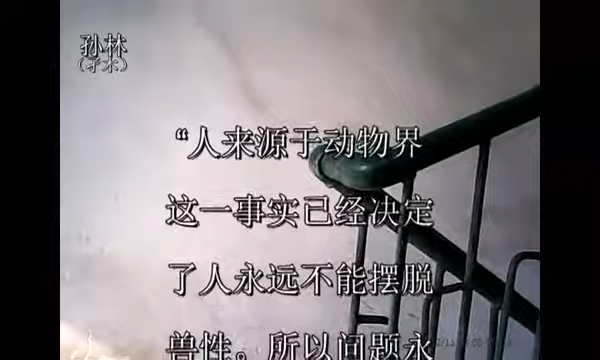 孙林
(孑木)
“人来源于动物界
这一事实已经决定
了人永远不能摆脱
兽性。所以问题永